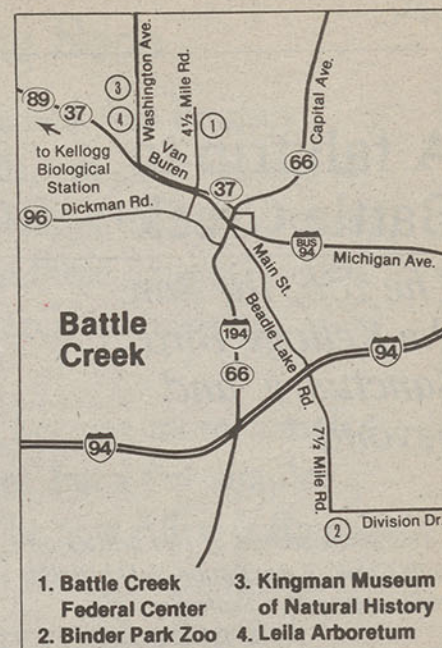 Washington Ave.
4½ Mile Rd.
Capital Ave.
3
4
1
89
37
Van
Buren
to Kellogg
Biological
Station
66
37
96
Dickman Rd.
BUS
94
Michigan Ave.
Main St.
Battle
Creek
194
66
Beadle Lake
Rd.
94
94
7½ Mile Rd.
2
Division Dr.
1. Battle Creek
Federal Center
2. Binder Park Zoo
3. Kingman Museum
of Natural History
4. Leila Arboretum